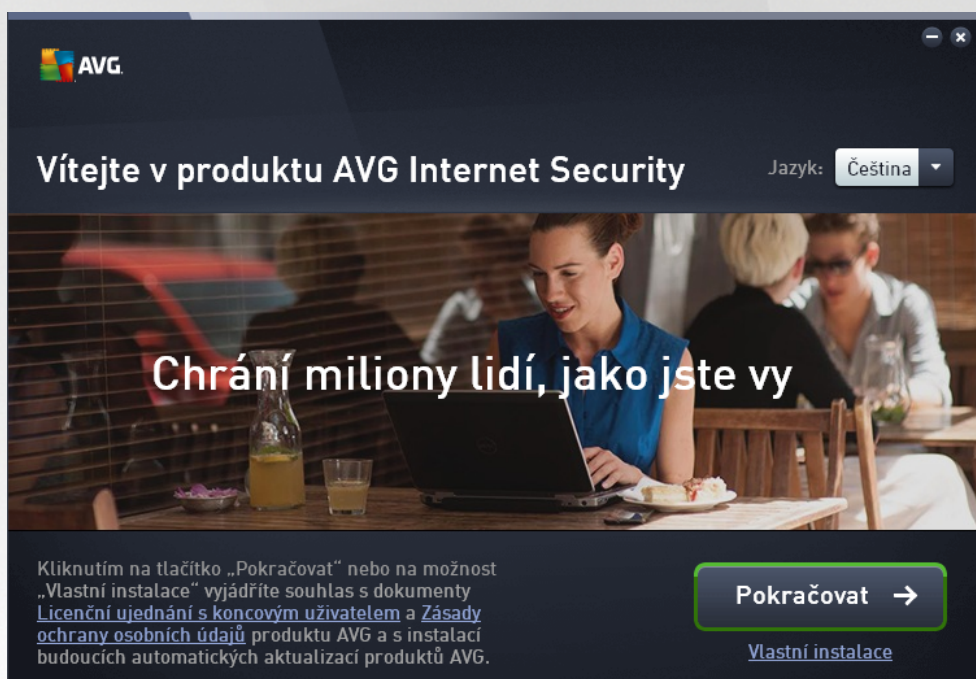 AVG
Vítejte v produktu AVG Internet Security
Jazyk: Čeština
Chrání miliony lidí, jako jste vy
Kliknutím na tlačítko „Pokračovat“ nebo na možnost
„Vlastní instalace“ vyjádříte souhlas s dokumenty
Licenční ujednání s koncovým uživatelem a Zásady
ochrany osobních údajů produktu AVG a s instalací
budoucích automatických aktualizací produktů AVG.
Pokračovat →
Vlastní instalace